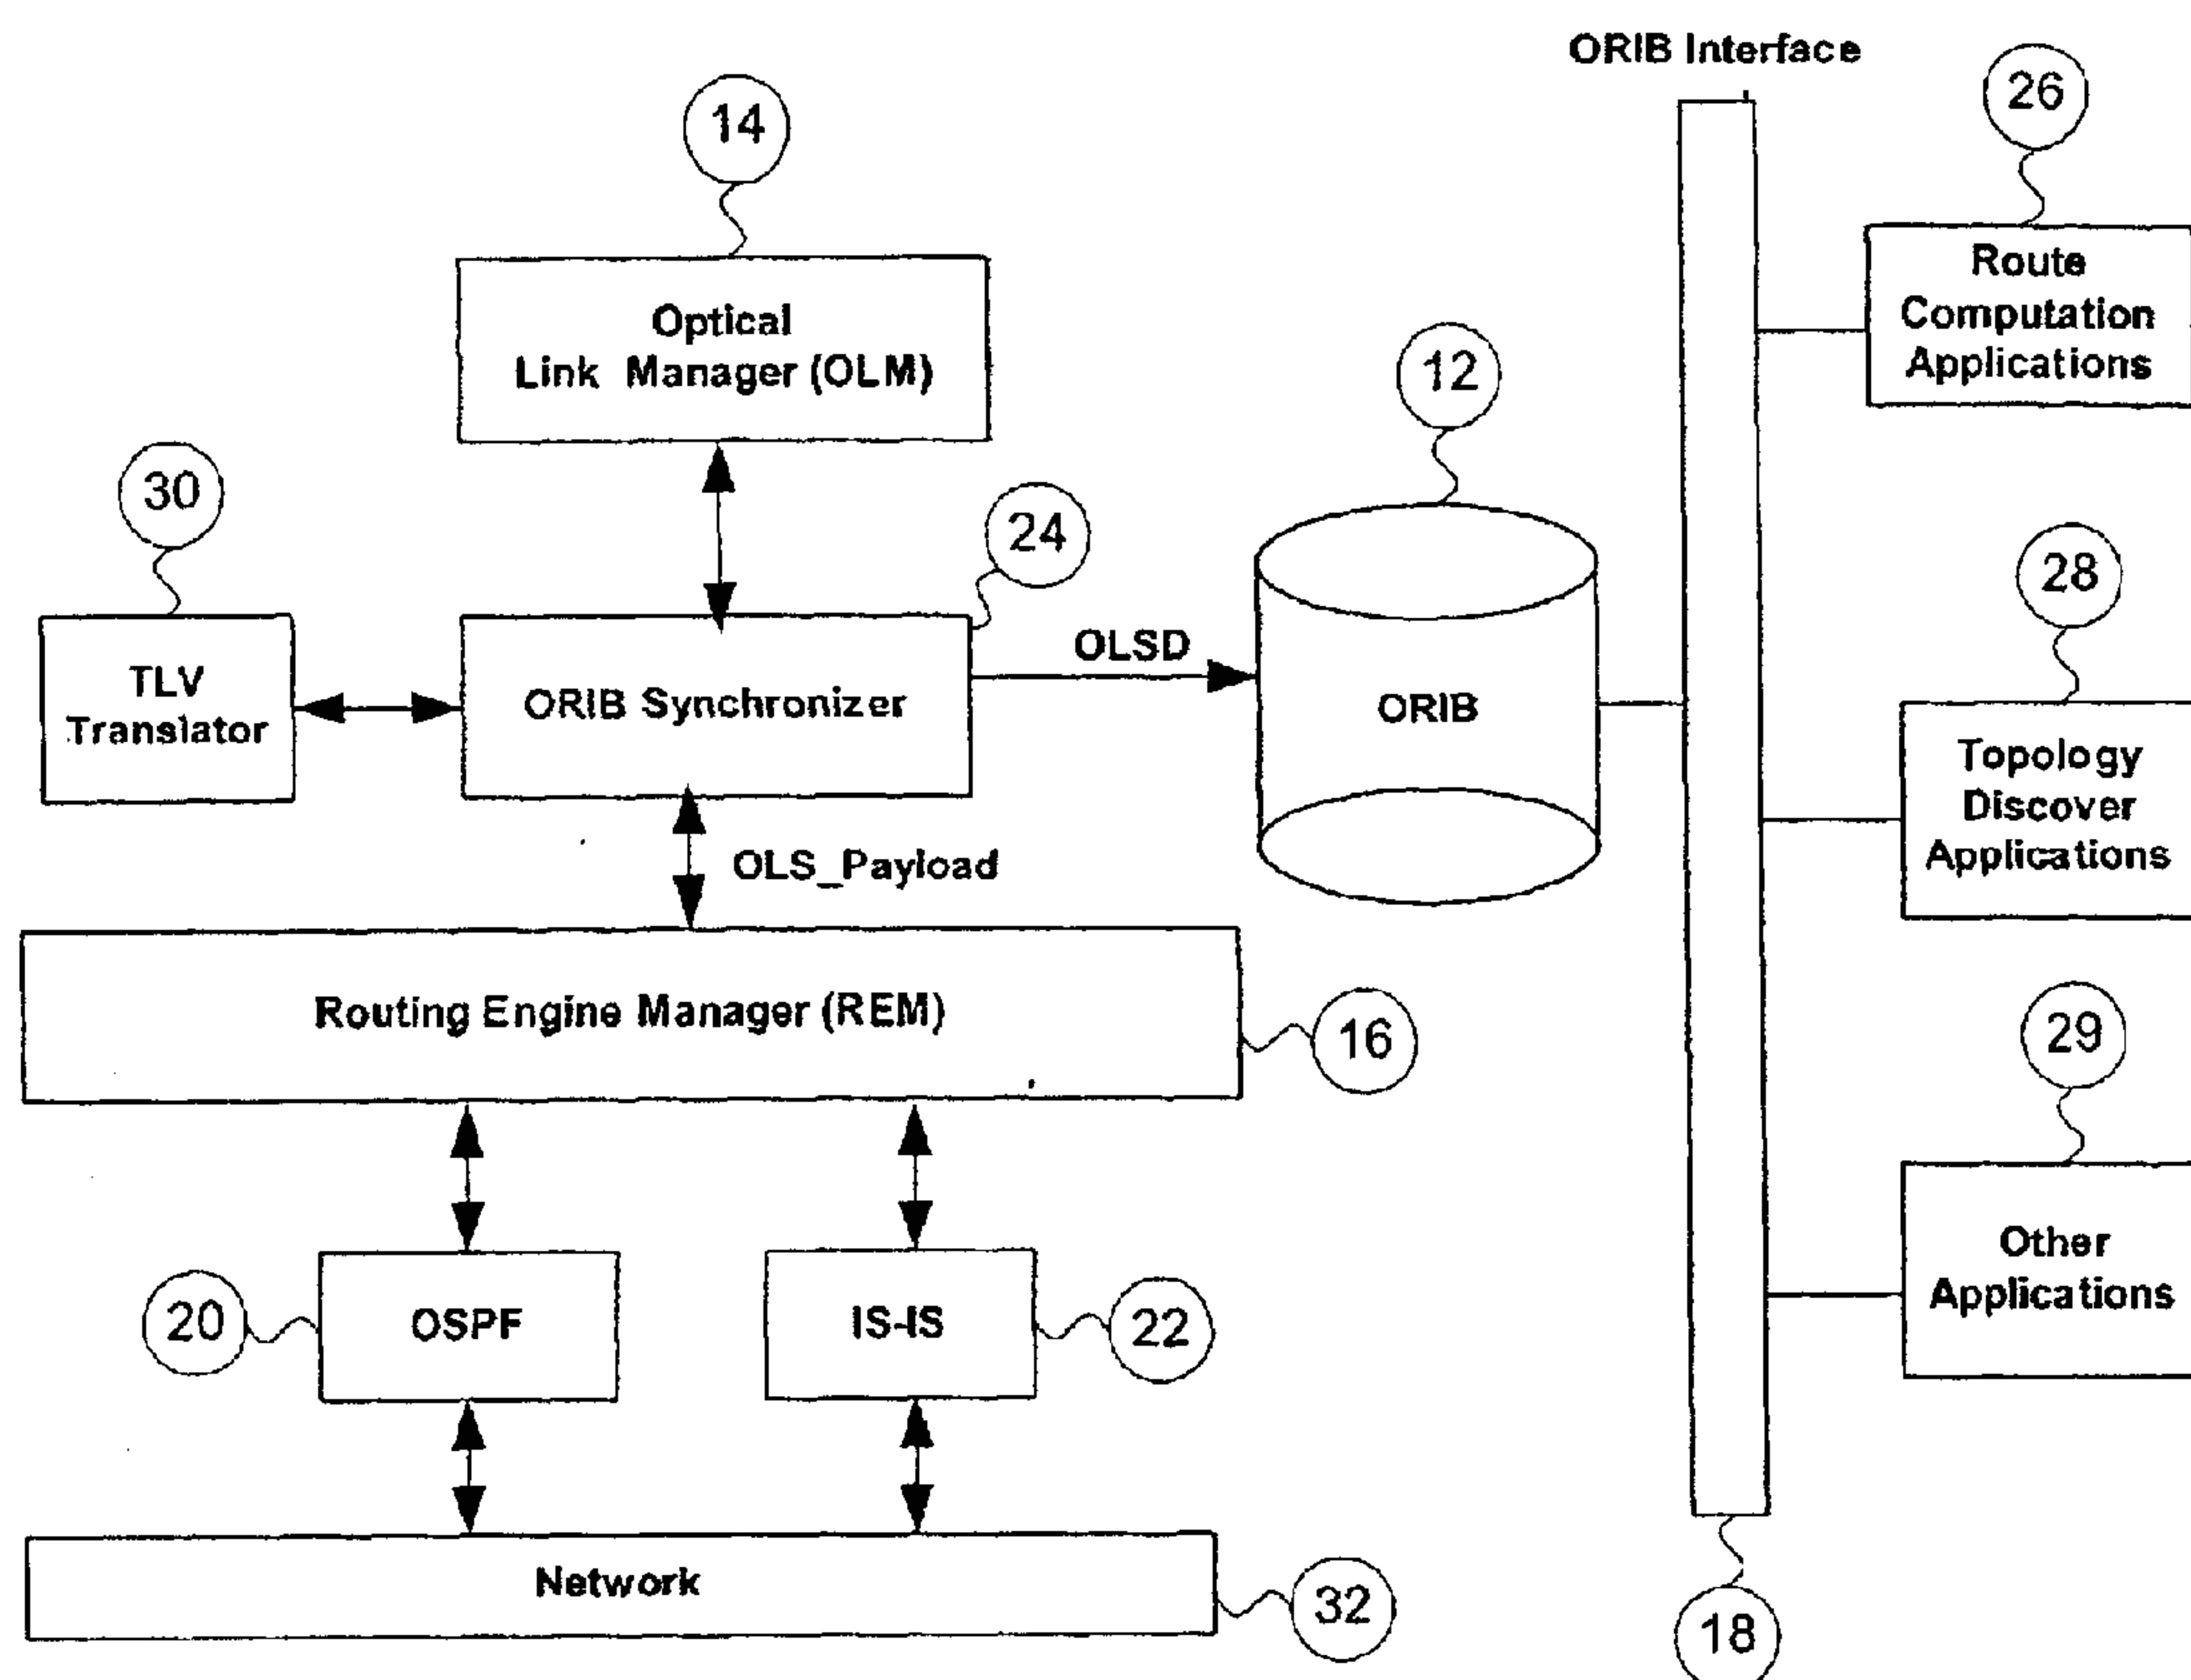 ORIB Interface
26
14
Route
Computation
Applications
Optical
Link Manager (OLM)
12
30
24
28
TLV
Translator
ORIB Synchronizer
OLSD
ORIB
Topology
Discover
Applications
OLS_Payload
Routing Engine Manager (REM)
16
29
Other
Applications
20
OSPF
IS-IS
22
Network
32
18